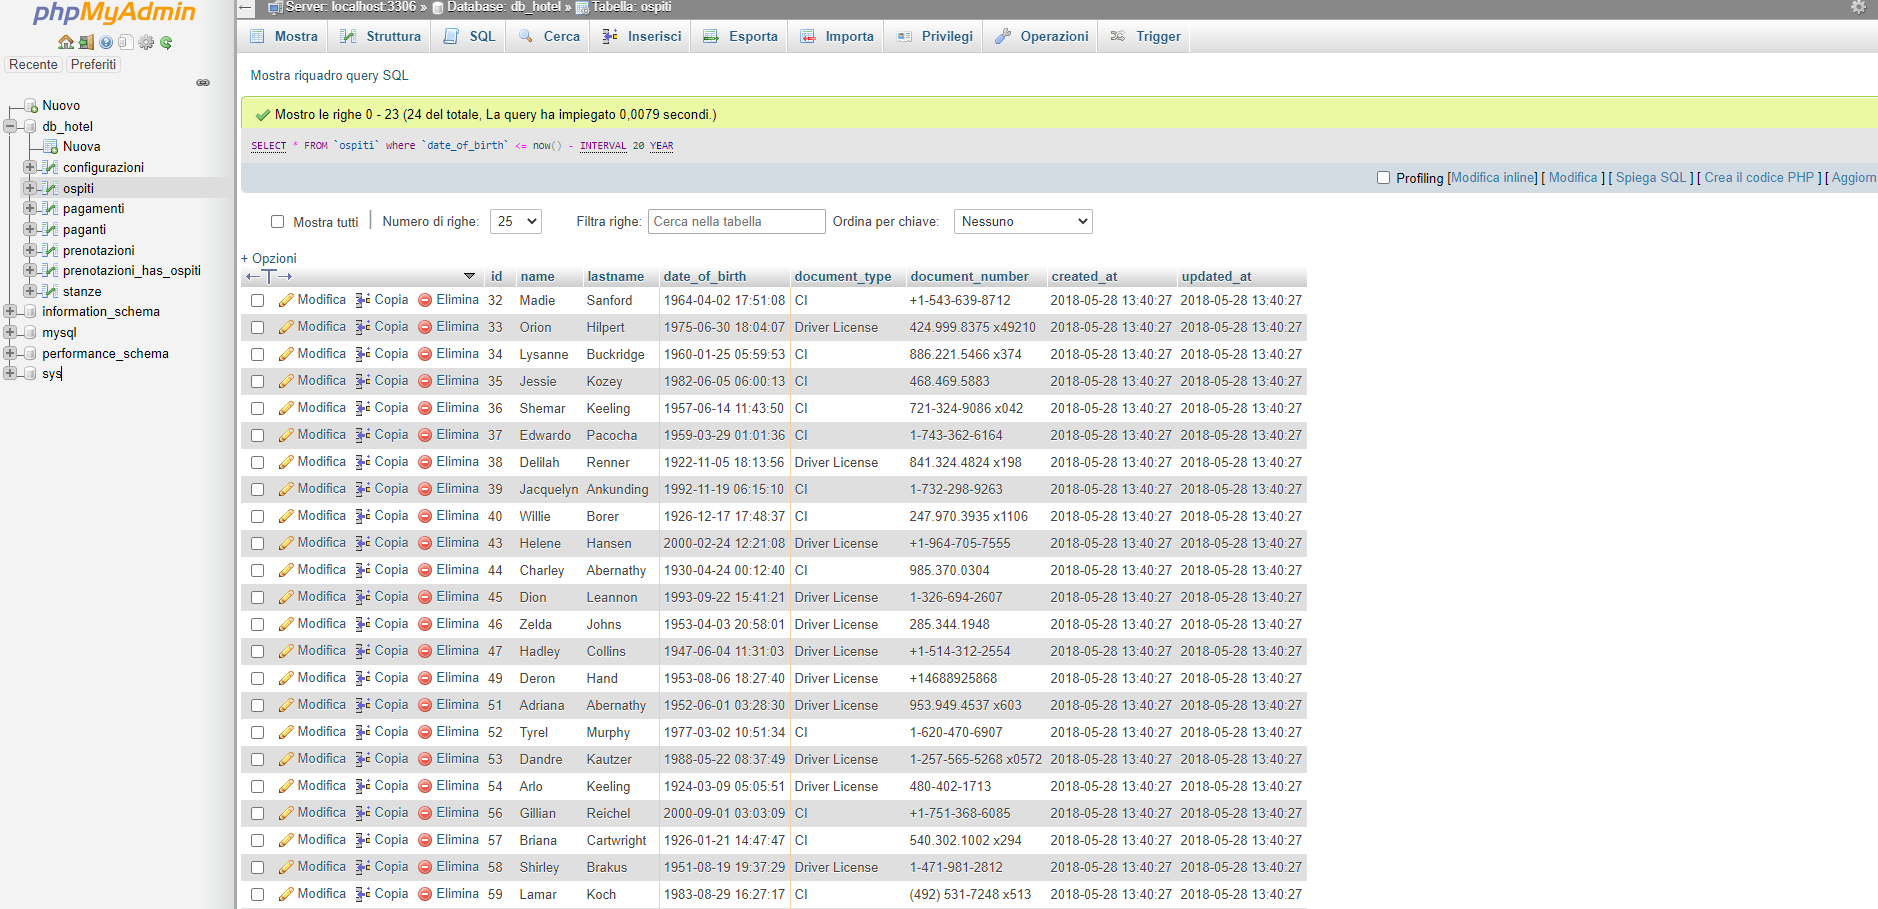 phpMyAdmin
Recente Preferiti
Nuovo
db_hotel
Nuova
configurazioni
ospiti
pagamenti
paganti
prenotazioni
prenotazioni_has_ospiti
stanze
information_schema
mysql
performance_schema
sys
Server: localhost:3306 » Database: db_hotel » Tabella: ospiti
Mostra Struttura SQL Cerca Inserisci Esporta Importa Privilegi Operazioni Trigger
Mostra riquadro query SQL
Mostro le righe 0 - 23 (24 del totale, La query ha impiegato 0,0079 secondi.)
SELECT * FROM `ospiti` where `date_of_birth` <= now() - INTERVAL 20 YEAR
Profiling [Modifica inline] [ Modifica ] [ Spiega SQL ] [ Crea il codice PHP ] [ Aggiorn
Mostra tutti | Numero di righe: 25 Filtra righe: Cerca nella tabella Ordina per chiave: Nessuno
+ Opzioni
←T→ id name lastname date_of_birth document_type document_number created_at updated_at
Modifica Copia Elimina 32 Madie Sanford 1964-04-02 17:51:08 CI +1-543-639-8712 2018-05-28 13:40:27 2018-05-28 13:40:27
Modifica Copia Elimina 33 Orion Hilpert 1975-06-30 18:04:07 Driver License 424.999.8375 x49210 2018-05-28 13:40:27 2018-05-28 13:40:27
Modifica Copia Elimina 34 Lysanne Buckridge 1960-01-25 05:59:53 CI 886.221.5466 x374 2018-05-28 13:40:27 2018-05-28 13:40:27
Modifica Copia Elimina 35 Jessie Kozey 1982-06-05 06:00:13 CI 468.469.5883 2018-05-28 13:40:27 2018-05-28 13:40:27
Modifica Copia Elimina 36 Shemar Keeling 1957-06-14 11:43:50 CI 721-324-9086 x042 2018-05-28 13:40:27 2018-05-28 13:40:27
Modifica Copia Elimina 37 Edwardo Pacocha 1959-03-29 01:01:36 CI 1-743-362-6164 2018-05-28 13:40:27 2018-05-28 13:40:27
Modifica Copia Elimina 38 Delilah Renner 1922-11-05 18:13:56 Driver License 841.324.4824 x198 2018-05-28 13:40:27 2018-05-28 13:40:27
Modifica Copia Elimina 39 Jacquelyn Ankunding 1992-11-19 06:15:10 CI 1-732-298-9263 2018-05-28 13:40:27 2018-05-28 13:40:27
Modifica Copia Elimina 40 Willie Borer 1926-12-17 17:48:37 CI 247.970.3935 x1106 2018-05-28 13:40:27 2018-05-28 13:40:27
Modifica Copia Elimina 43 Helene Hansen 2000-02-24 12:21:08 Driver License +1-964-705-7555 2018-05-28 13:40:27 2018-05-28 13:40:27
Modifica Copia Elimina 44 Charley Abernathy 1930-04-24 00:12:40 CI 985.370.0304 2018-05-28 13:40:27 2018-05-28 13:40:27
Modifica Copia Elimina 45 Dion Leannon 1993-09-22 15:41:21 Driver License 1-326-694-2607 2018-05-28 13:40:27 2018-05-28 13:40:27
Modifica Copia Elimina 46 Zelda Johns 1953-04-03 20:58:01 Driver License 285.344.1948 2018-05-28 13:40:27 2018-05-28 13:40:27
Modifica Copia Elimina 47 Hadley Collins 1947-06-04 11:31:03 Driver License +1-514-312-2554 2018-05-28 13:40:27 2018-05-28 13:40:27
Modifica Copia Elimina 49 Deron Hand 1953-08-06 18:27:40 Driver License +14688925868 2018-05-28 13:40:27 2018-05-28 13:40:27
Modifica Copia Elimina 51 Adriana Abernathy 1952-06-01 03:28:30 Driver License 953.949.4537 x603 2018-05-28 13:40:27 2018-05-28 13:40:27
Modifica Copia Elimina 52 Tyrel Murphy 1977-03-02 10:51:34 CI 1-620-470-6907 2018-05-28 13:40:27 2018-05-28 13:40:27
Modifica Copia Elimina 53 Dandre Kautzer 1988-05-22 08:37:49 Driver License 1-257-565-5268 x0572 2018-05-28 13:40:27 2018-05-28 13:40:27
Modifica Copia Elimina 54 Arlo Keeling 1924-03-09 05:05:51 Driver License 480-402-1713 2018-05-28 13:40:27 2018-05-28 13:40:27
Modifica Copia Elimina 56 Gillian Reichel 2000-09-01 03:03:09 CI +1-751-368-6085 2018-05-28 13:40:27 2018-05-28 13:40:27
Modifica Copia Elimina 57 Briana Cartwright 1926-01-21 14:47:47 CI 540.302.1002 x294 2018-05-28 13:40:27 2018-05-28 13:40:27
Modifica Copia Elimina 58 Shirley Brakus 1951-08-19 19:37:29 Driver License 1-471-981-2812 2018-05-28 13:40:27 2018-05-28 13:40:27
Modifica Copia Elimina 59 Lamar Koch 1983-08-29 16:27:17 CI (492) 531-7248 x513 2018-05-28 13:40:27 2018-05-28 13:40:27